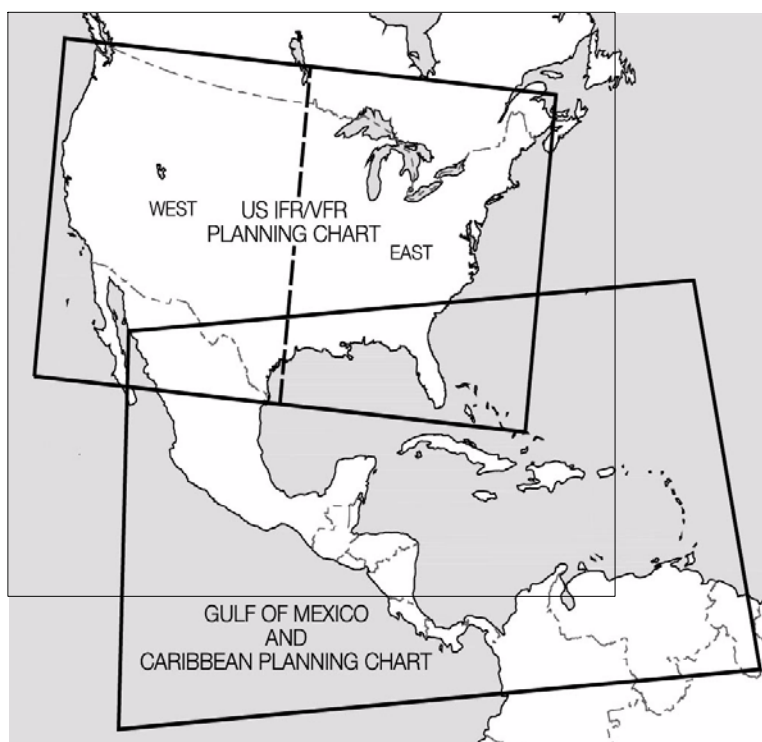 WEST
US IFR/VFR
PLANNING CHART
EAST
GULF OF MEXICO
AND
CARIBBEAN PLANNING CHART